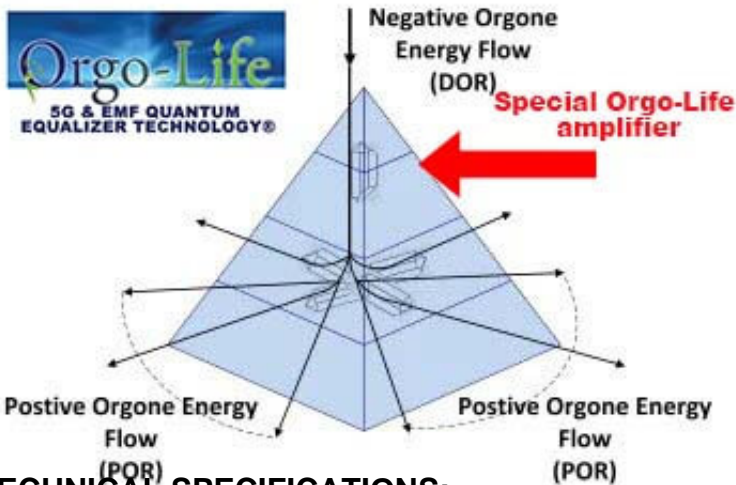 Orgo-Life
5G & EMF QUANTUM
EQUALIZER TECHNOLOGY®
Negative Orgone
Energy Flow
(DOR)
Special Orgo-Life
amplifier
Postive Orgone Energy
Flow
(POR)
Postive Orgone Energy
Flow
(POR)
TECHNICAL SPECIFICATIONS: